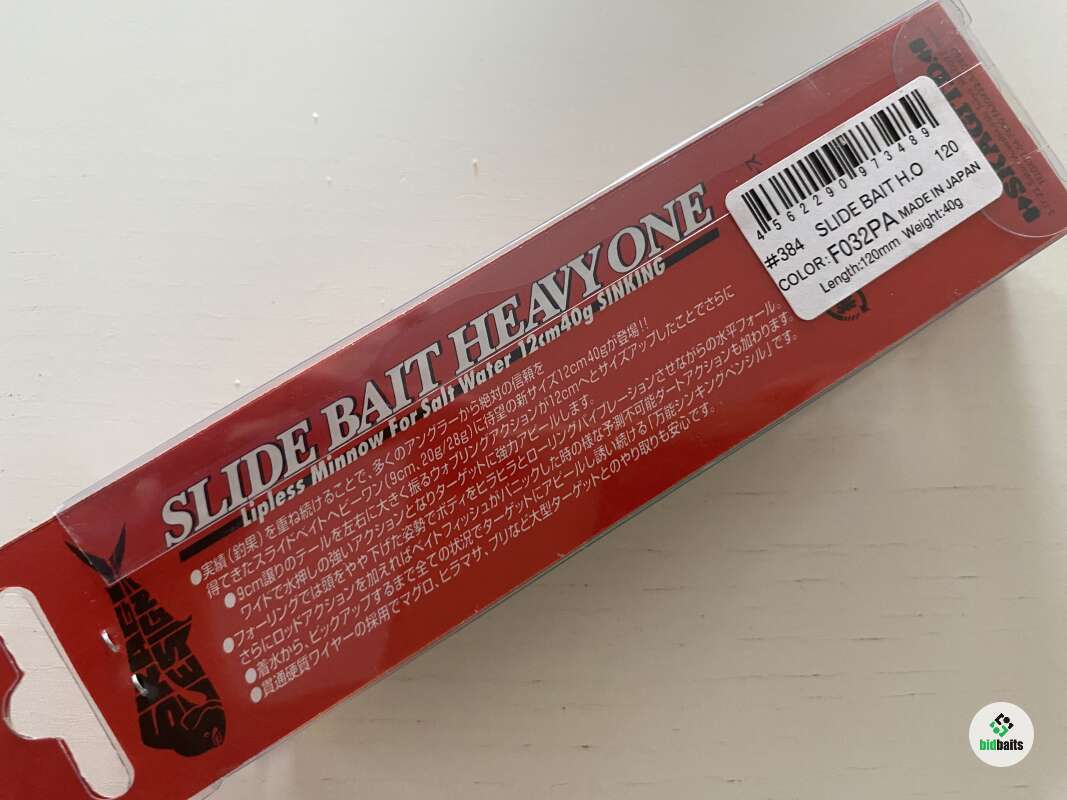 SLIDE BAIT HEAVY ONE
Lipless Minnow For Salt Water 12cm40g SINKING
●実績(釣果)を重ね続けることで、多くのアングラーから絶対の信頼を
得てきたスライドベイトヘビーワン(9cm、20g/28g)に待望の新サイズ12cm40gが登場!!
●9cm譲りのテールを左右に大きく振るウォブリングアクションが12cmへとサイズアップしたことでさらに
ワイドで水押しの強いアクションとなりターゲットに強力アピールします。
●フォーリングでは頭をやや下げた姿勢でボディをヒラヒラとローリングバイブレーションさせながらの水平フォール。
さらにロッドアクションを加えればベイトフィッシュがパニックした時の様な予測不可能ダートアクションも加わります。
●着水から、ピックアップするまで全ての状況でターゲットにアピールし誘い続ける「万能シンキングペンシル」です。
●貫通硬質ワイヤーの採用でマグロ、ヒラマサ、ブリなど大型ターゲットとのやり取りも安心です。
4562290973489
#384 SLIDE BAIT H.O 120
COLOR:F032PA MADE IN JAPAN
Length:120mm Weight:40g
SKAGIT
bidbaits